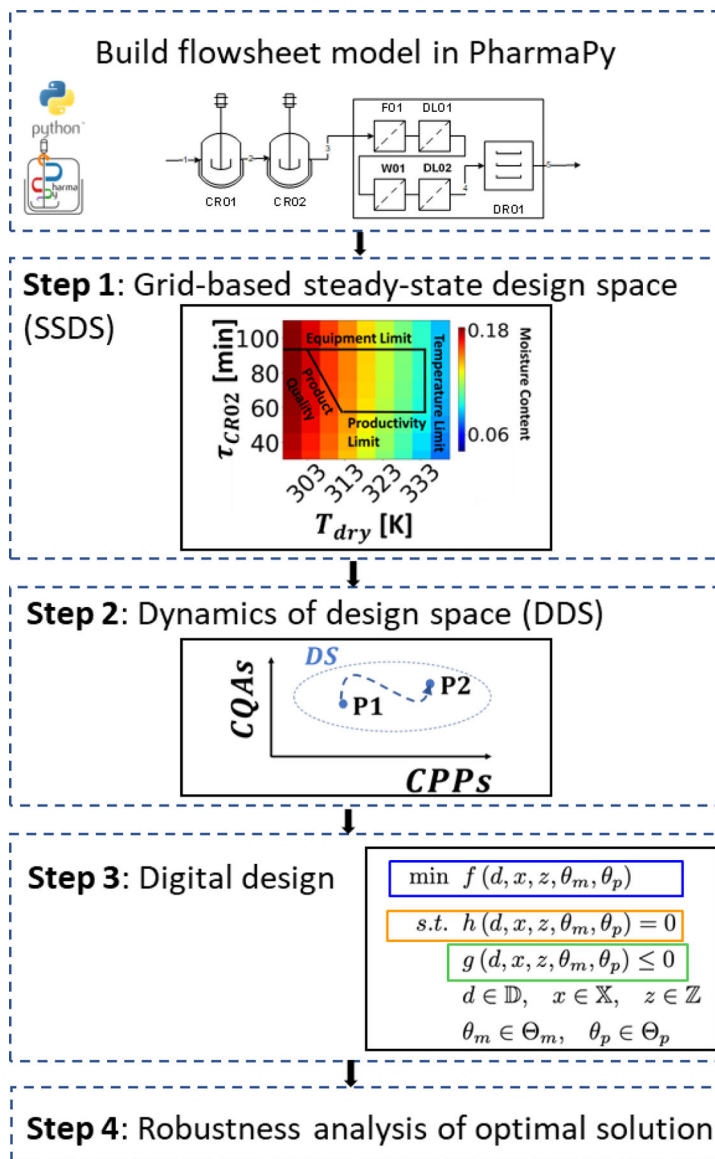 Build flowsheet model in PharmaPy
python
harma
Py
F01 DL01
1 2 3
W01 DL02
4 5
CR01 CR02 DR01
Step 1: Grid-based steady-state design space
(SSDS)
τCR02 [min]
100
80
60
40
Equipment Limit
Product
Quality
Productivity
Limit
Temperature Limit
0.18
0.06
Moisture Content
303 313 323 333
Tdry [K]
Step 2: Dynamics of design space (DDS)
CQAs
DS
P1
P2
CPPs
Step 3: Digital design
min f (d, x, z, θm, θp)
s.t. h (d, x, z, θm, θp) = 0
g (d, x, z, θm, θp) ≤ 0
d ∈ 𝔻, x ∈ 𝕏, z ∈ ℤ
θm ∈ Θm, θp ∈ Θp
Step 4: Robustness analysis of optimal solution